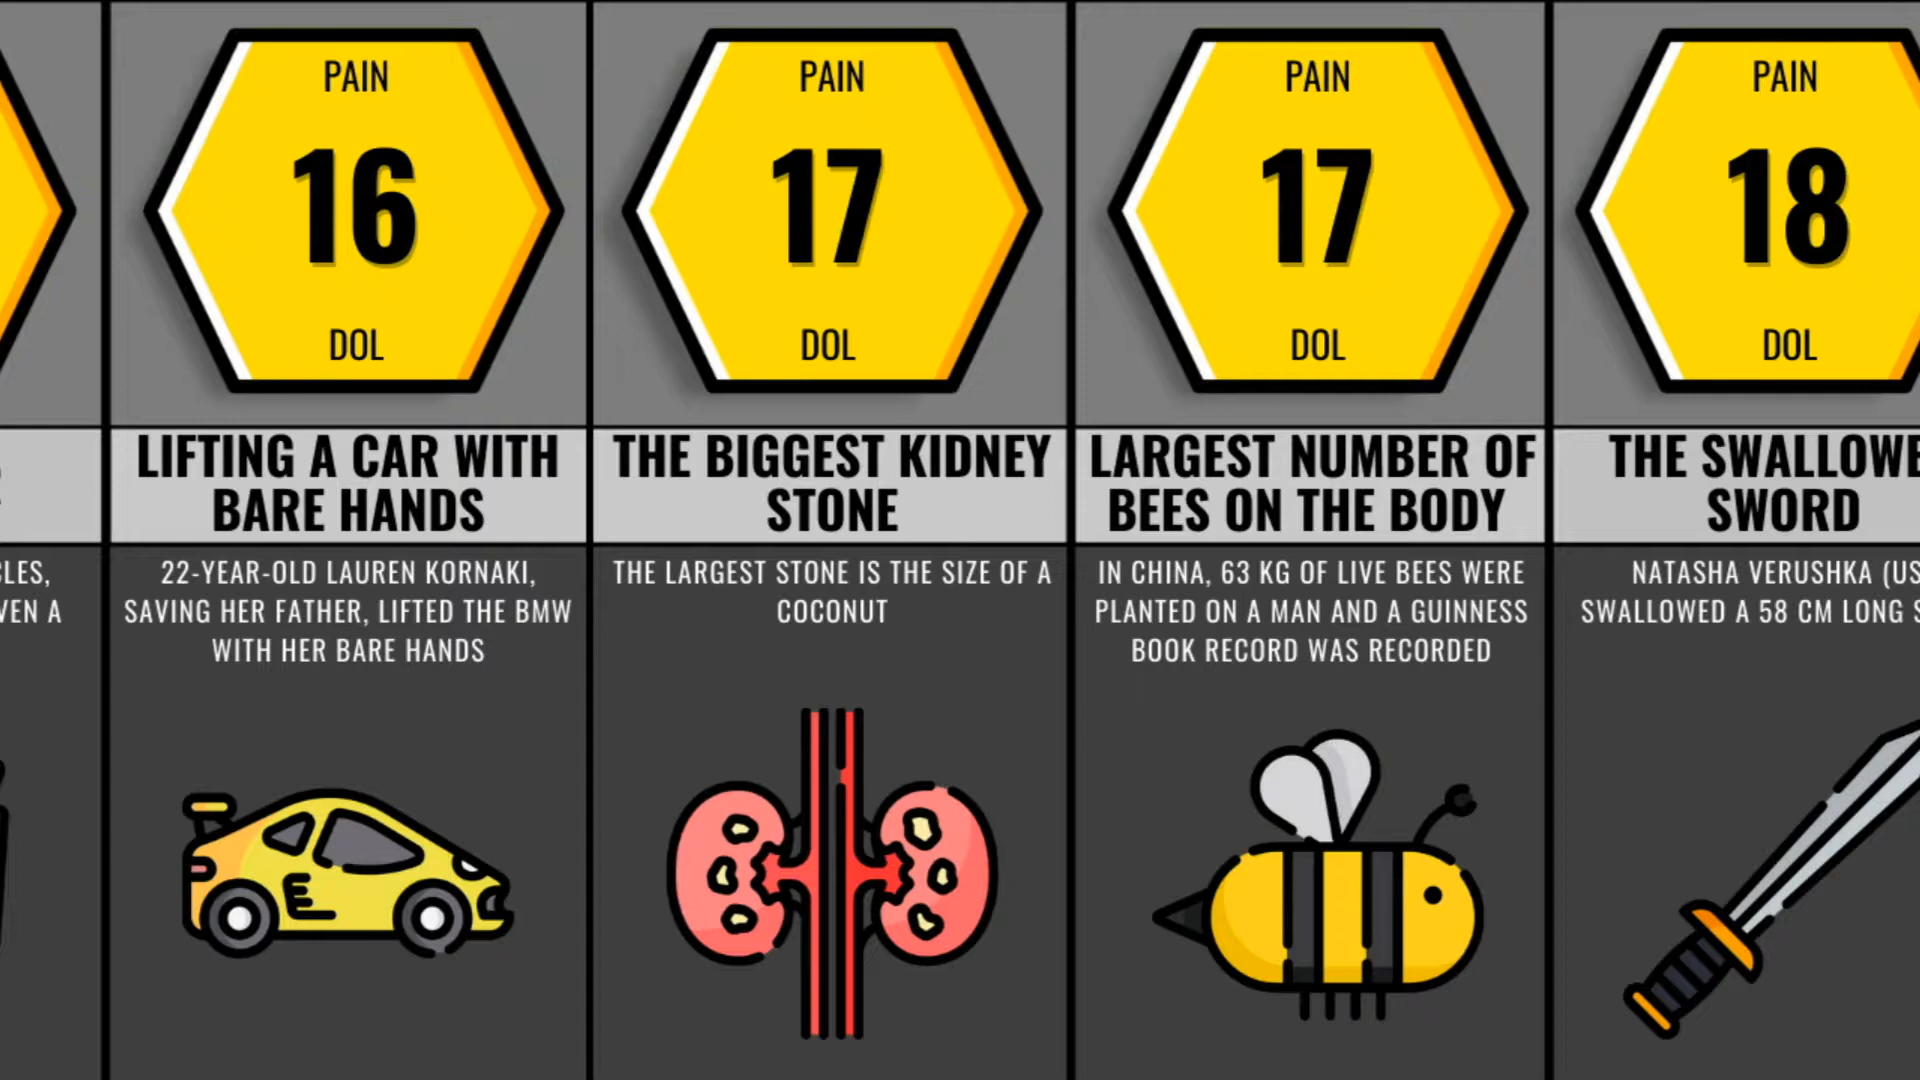 PAIN
16
DOL
LIFTING A CAR WITH
BARE HANDS
22-YEAR-OLD LAUREN KORNAKI,
SAVING HER FATHER, LIFTED THE BMW
WITH HER BARE HANDS
PAIN
17
DOL
THE BIGGEST KIDNEY
STONE
THE LARGEST STONE IS THE SIZE OF A
COCONUT
PAIN
17
DOL
LARGEST NUMBER OF
BEES ON THE BODY
IN CHINA, 63 KG OF LIVE BEES WERE
PLANTED ON A MAN AND A GUINNESS
BOOK RECORD WAS RECORDED
PAIN
18
DOL
THE SWALLOWE
SWORD
NATASHA VERUSHKA (US
SWALLOWED A 58 CM LONG